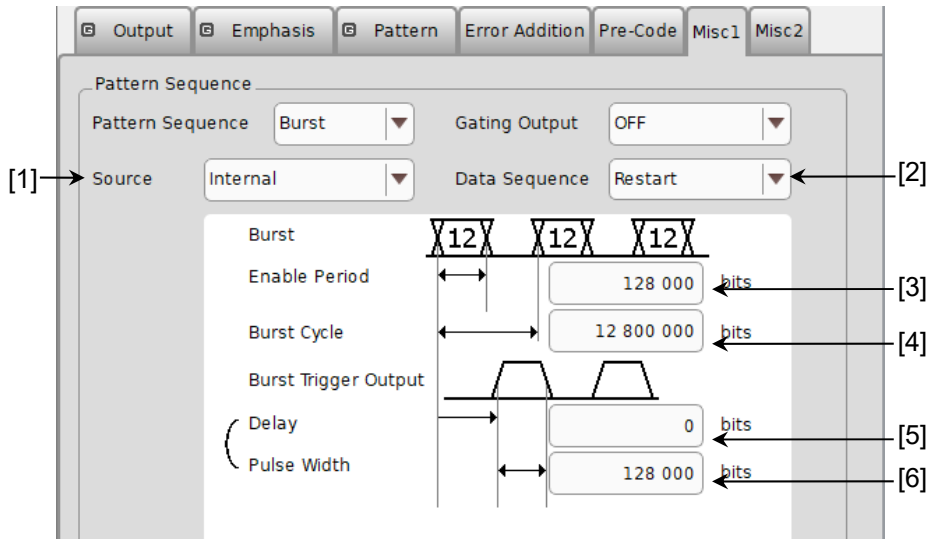 Output Emphasis Pattern Error Addition Pre-Code Misc1 Misc2
Pattern Sequence
Pattern Sequence Burst Gating Output OFF
[1] Source Internal Data Sequence Restart [2]
Burst 12 12 12
Enable Period 128 000 bits [3]
Burst Cycle 12 800 000 bits [4]
Burst Trigger Output
Delay 0 bits [5]
Pulse Width 128 000 bits [6]